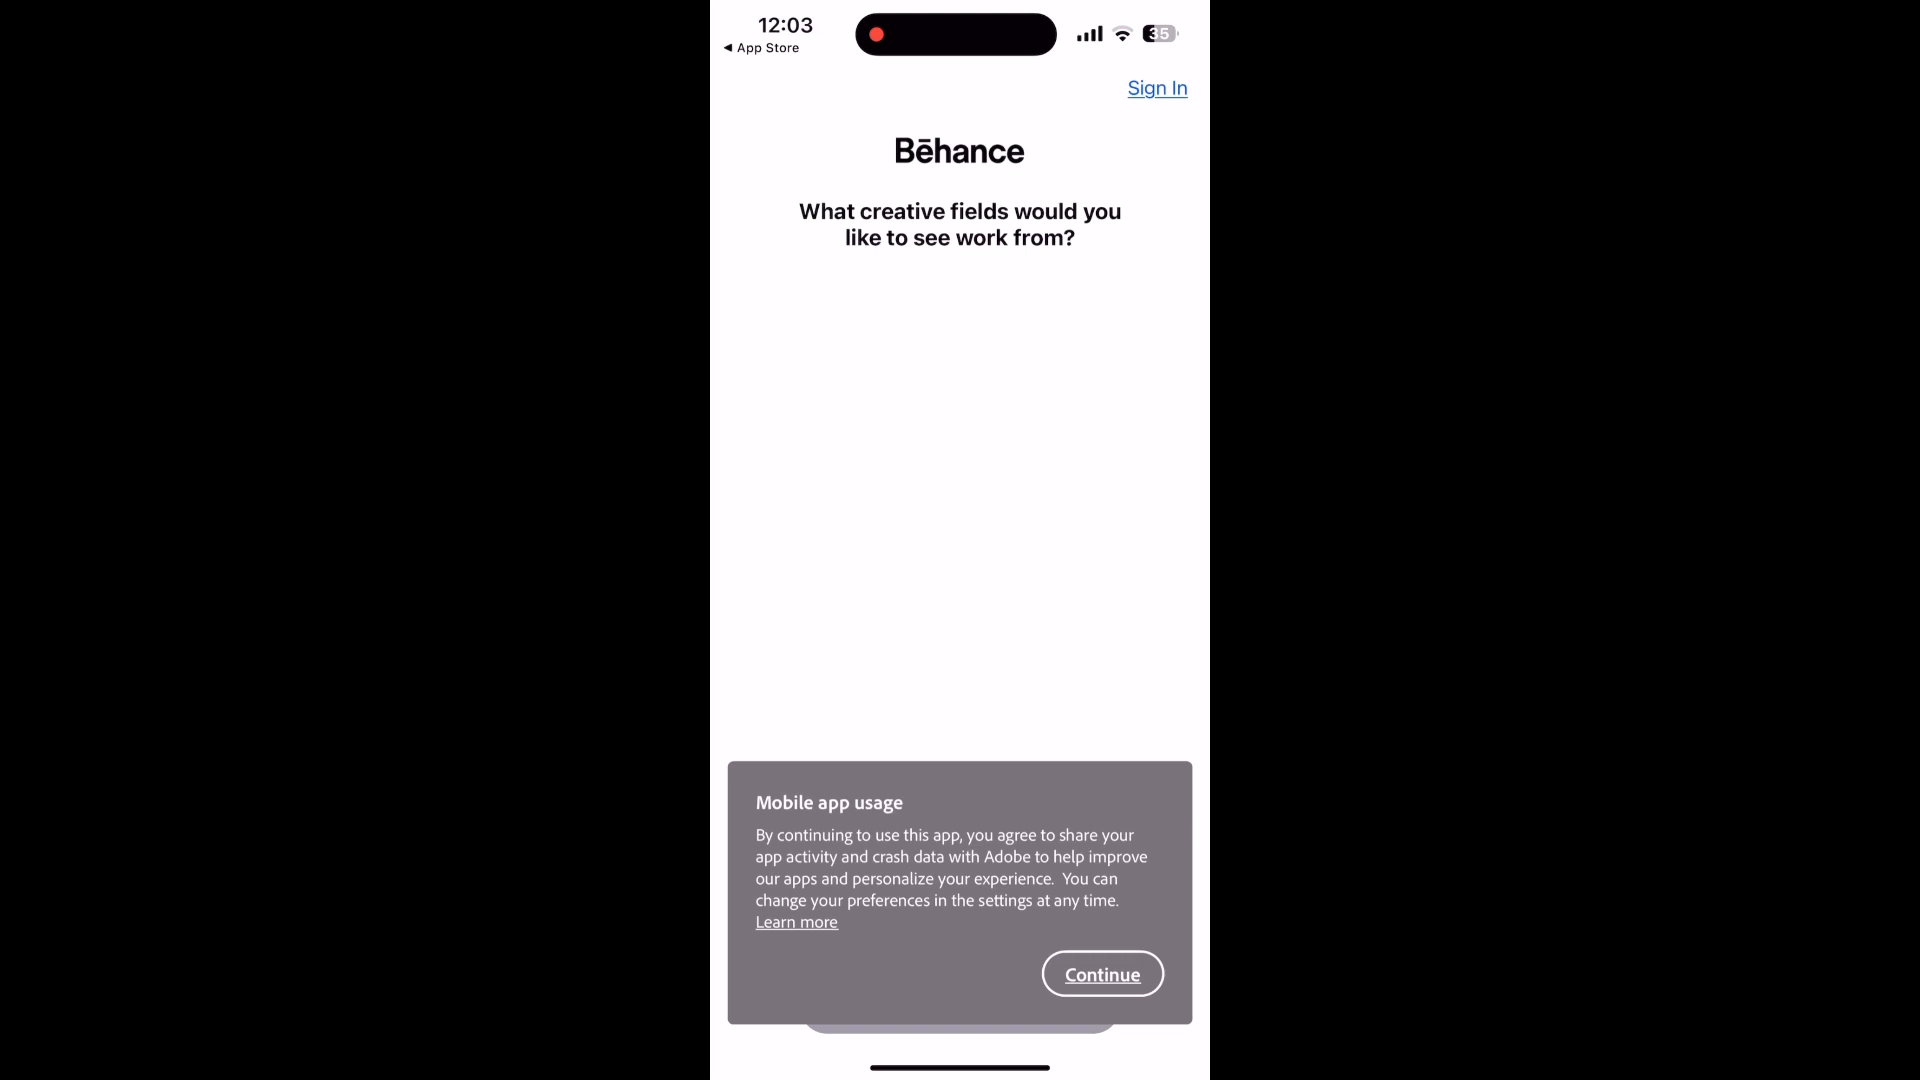 12:03
◀ App Store
35
Sign In
Bēhance
What creative fields would you
like to see work from?
Mobile app usage
By continuing to use this app, you agree to share your
app activity and crash data with Adobe to help improve
our apps and personalize your experience.  You can
change your preferences in the settings at any time.
Learn more
Continue